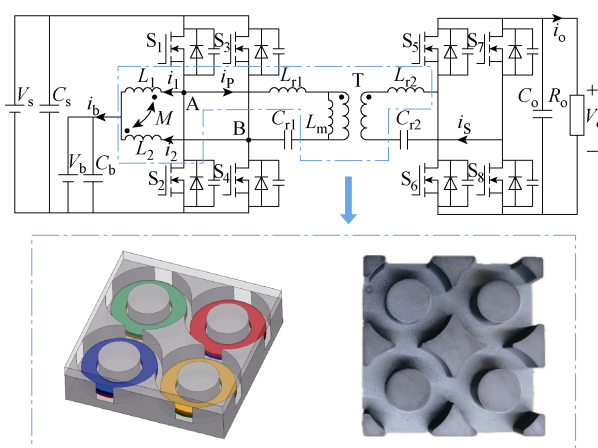 S1 S3 S5 S7
L1 i1 iP Lr1 T Lr2 io
Vs Cs ib M A Lm Co Ro +
B Cr1 Cr2 iS
Vb Cb L2 i2
S2 S4 S6 S8 −